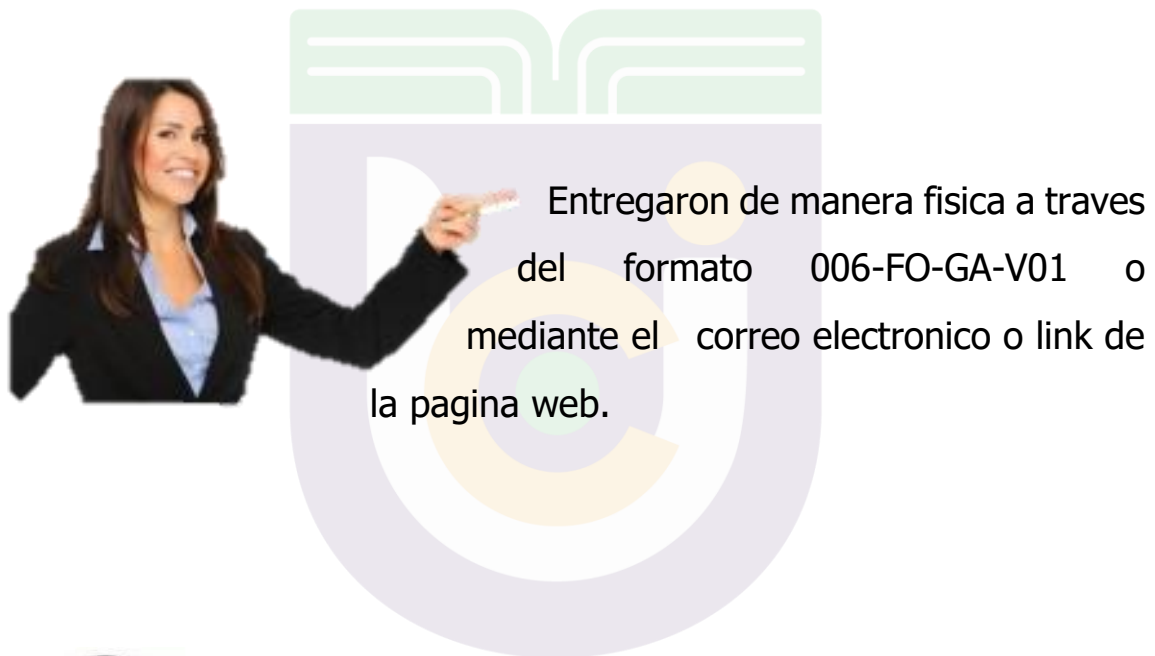 Entregaron de manera fisica a traves
del formato 006-FO-GA-V01 o
mediante el correo electronico o link de
la pagina web.